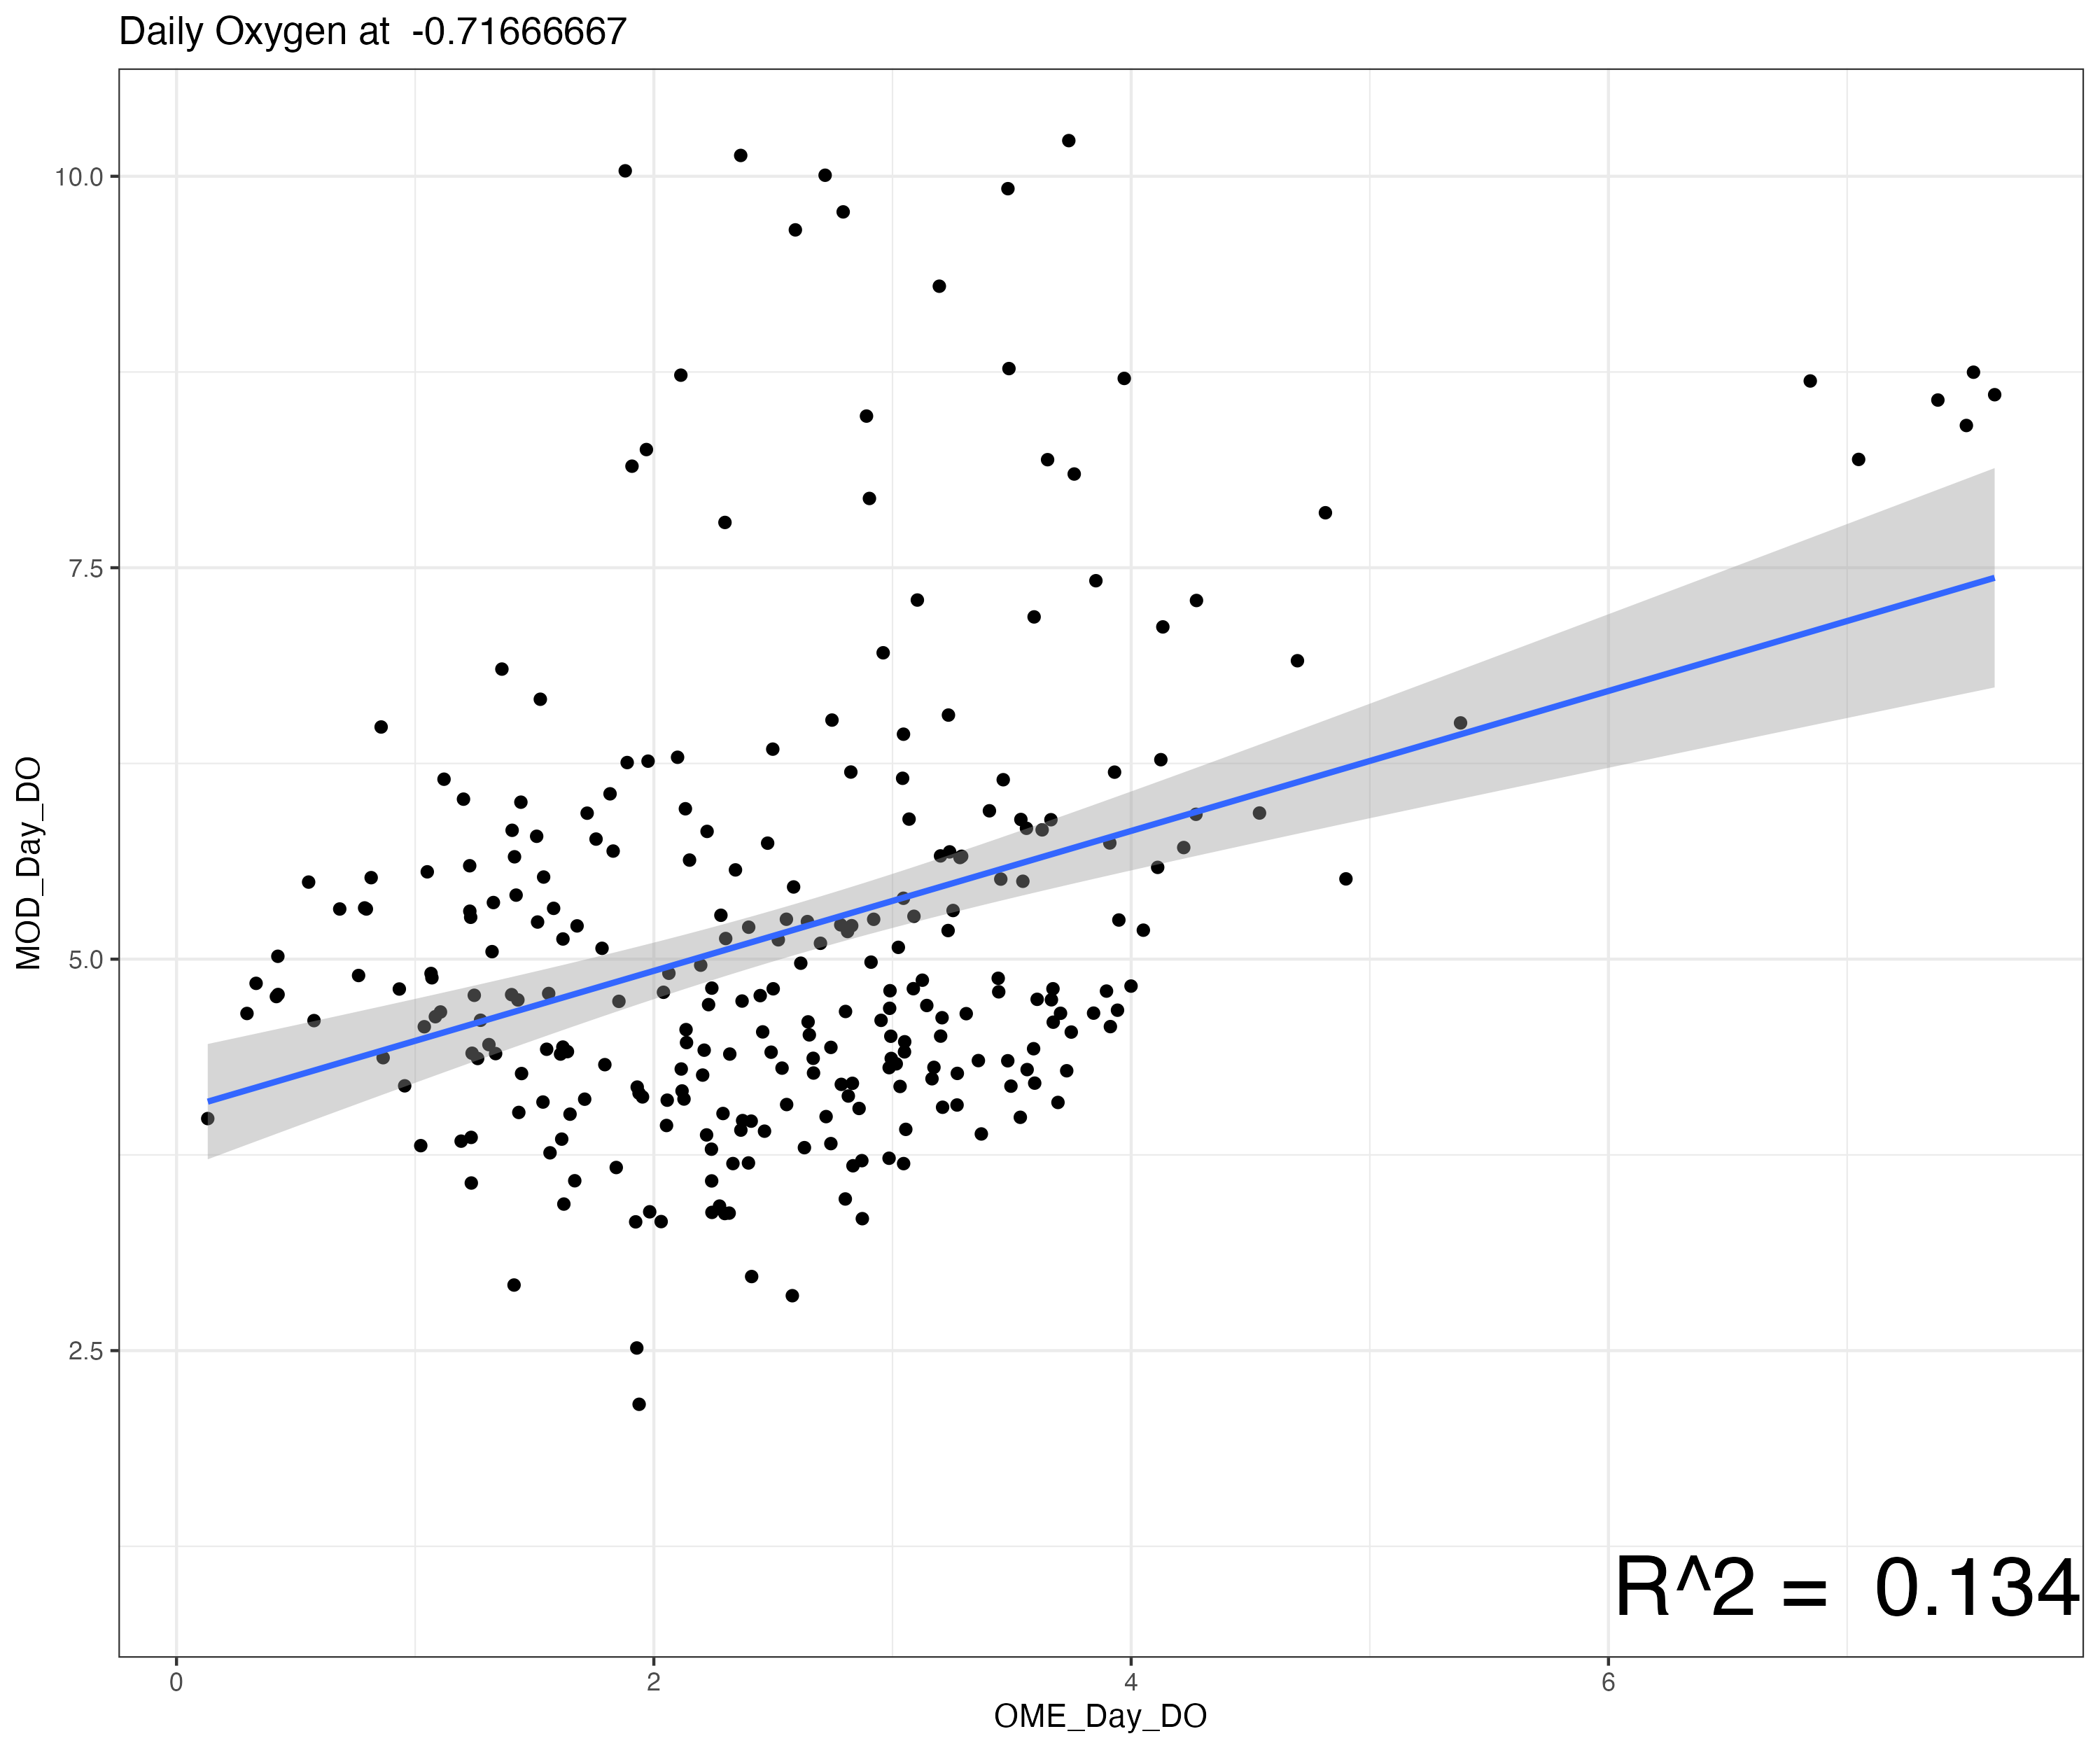 Daily Oxygen at  -0.71666667
10.0
7.5
5.0
2.5
MOD_Day_DO
R^2 =  0.134
0 2 4 6
OME_Day_DO